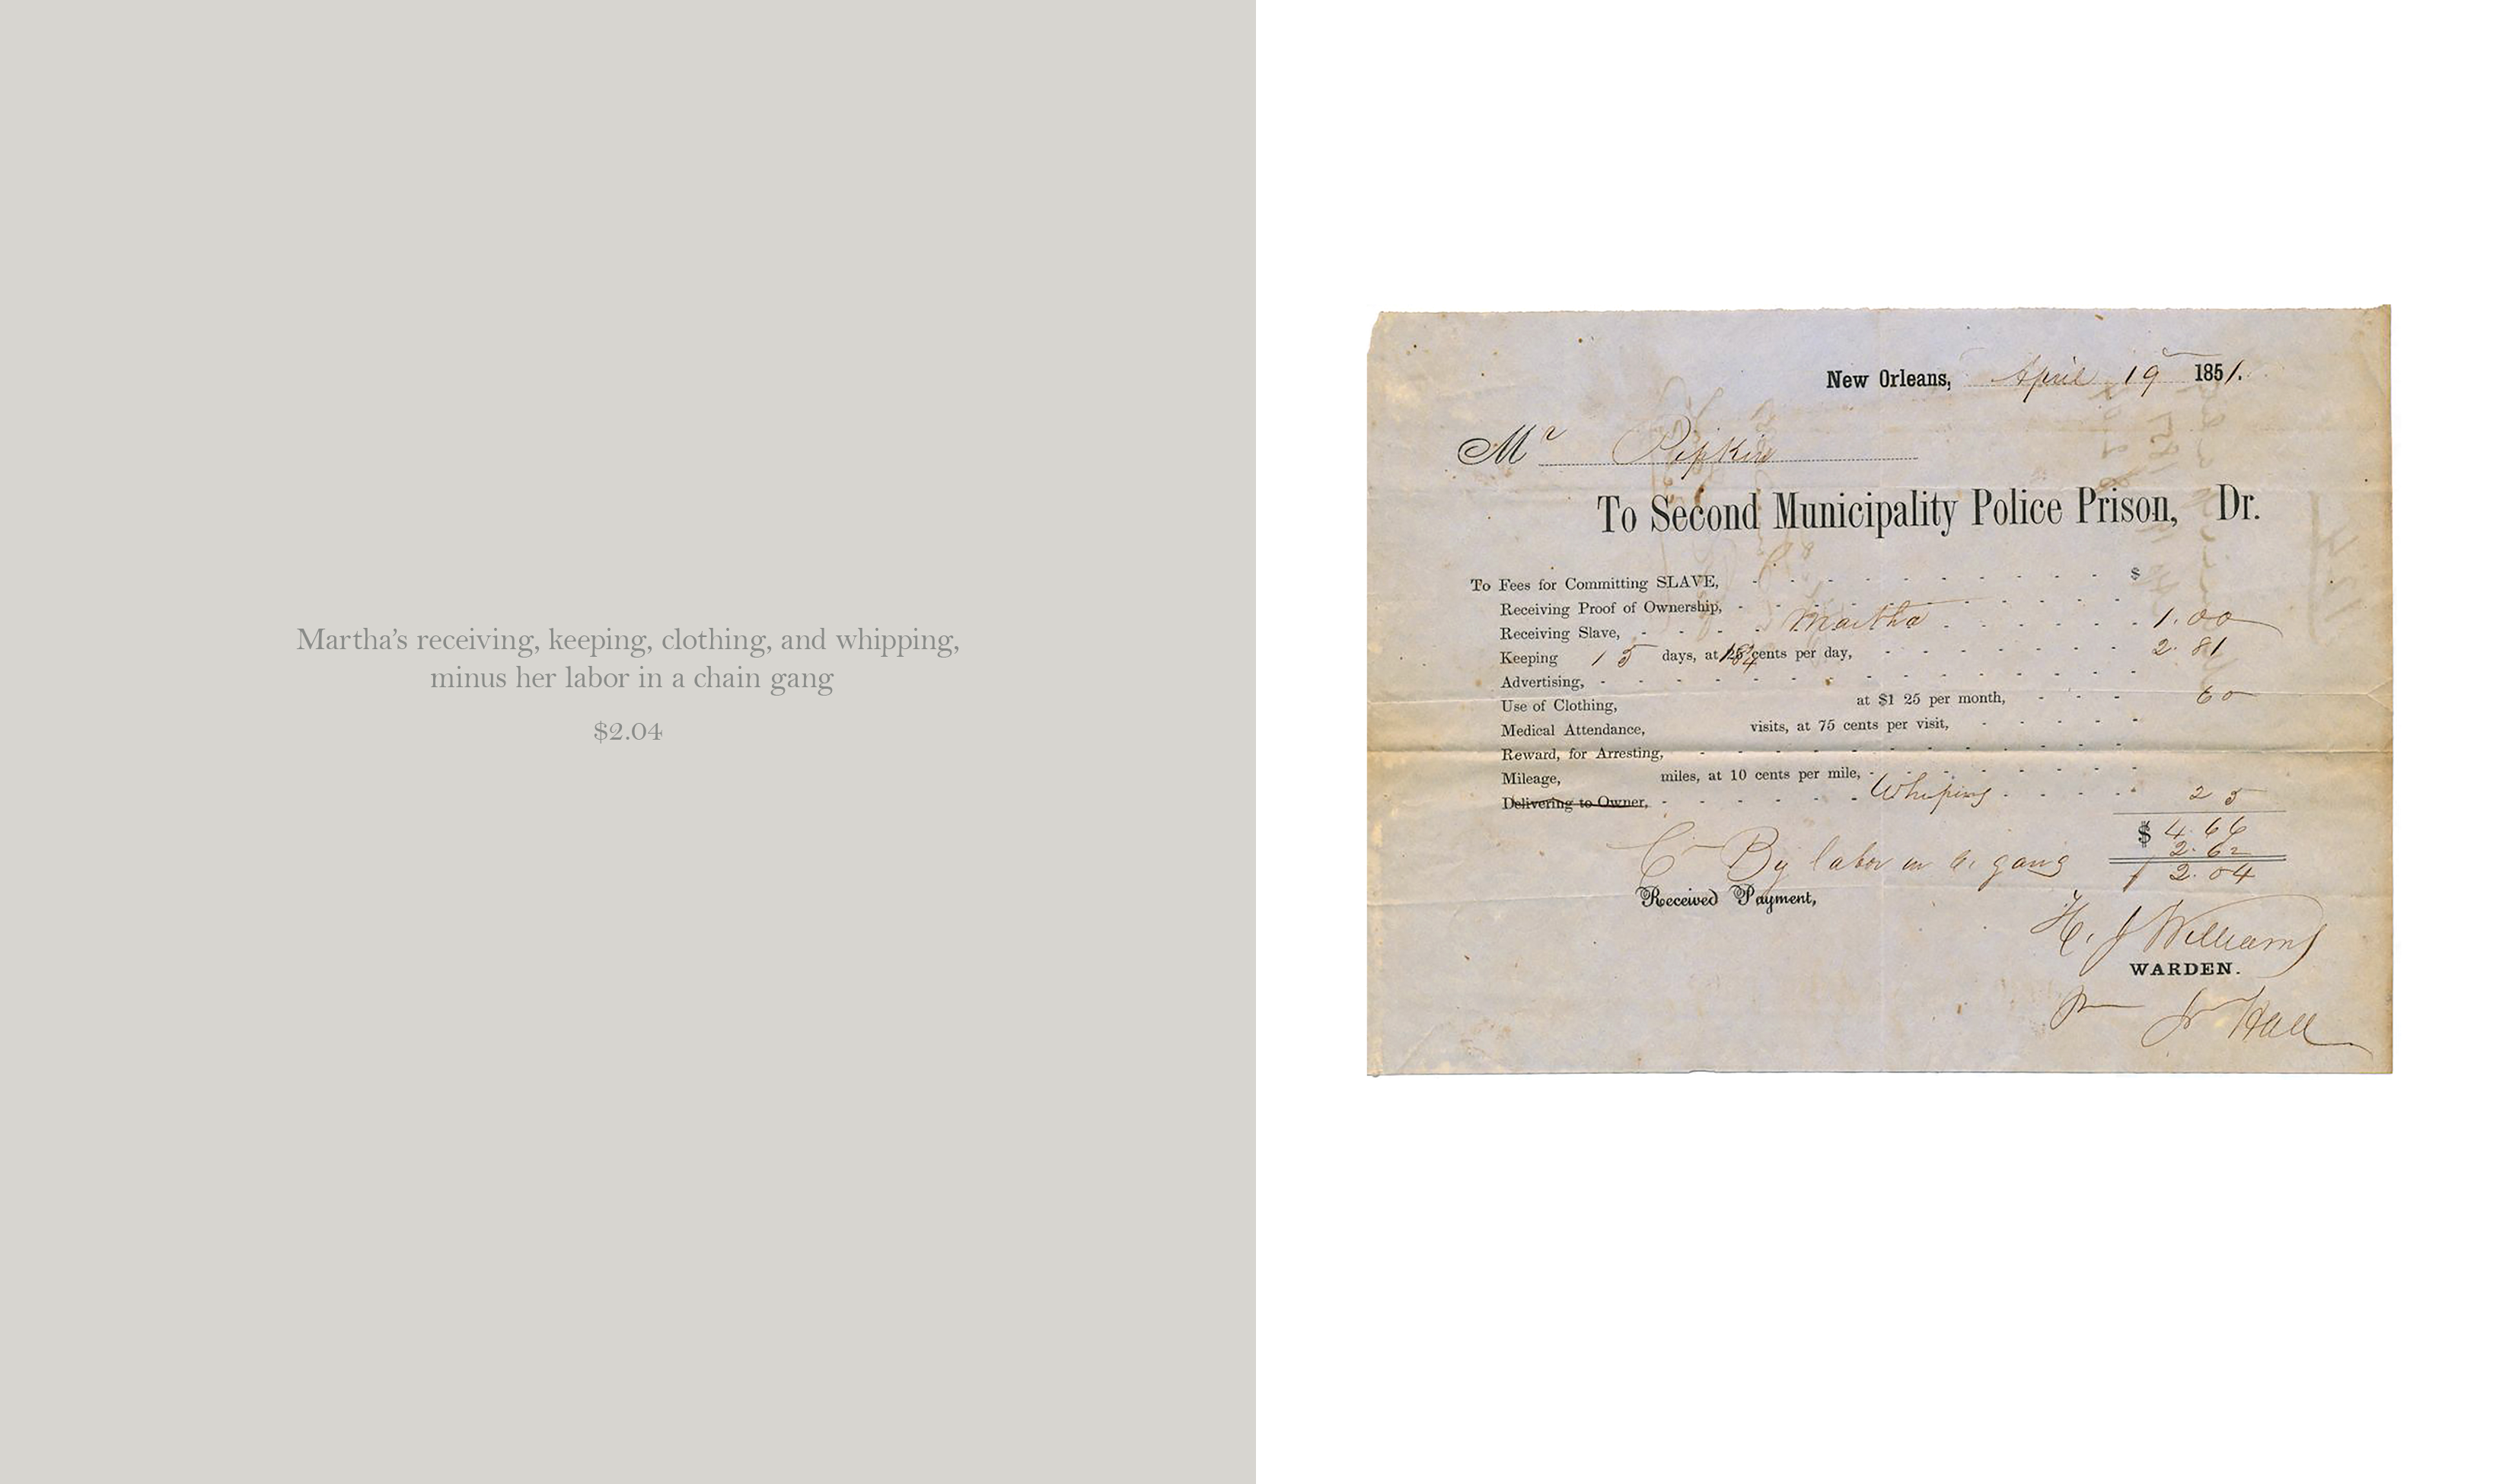 Martha's receiving, keeping, clothing, and whipping,
minus her labor in a chain gang
$2.04
New Orleans, April 19 1851.
Mr Pipkin
To Second Municipality Police Prison, Dr.
To Fees for Committing SLAVE, $
Receiving Proof of Ownership,
Receiving Slave, Martha 1.00
Keeping 15 days, at 18¾ cents per day, 2.81
Advertising,
Use of Clothing, at $1 25 per month, 60
Medical Attendance, visits, at 75 cents per visit,
Reward, for Arresting,
Mileage, miles, at 10 cents per mile,
Delivering to Owner, Whiping 25
$ 4.66
Cr By labor in c. gang 2.62
2.04
Received Payment,
H. J Williams
WARDEN.
Jr Hall